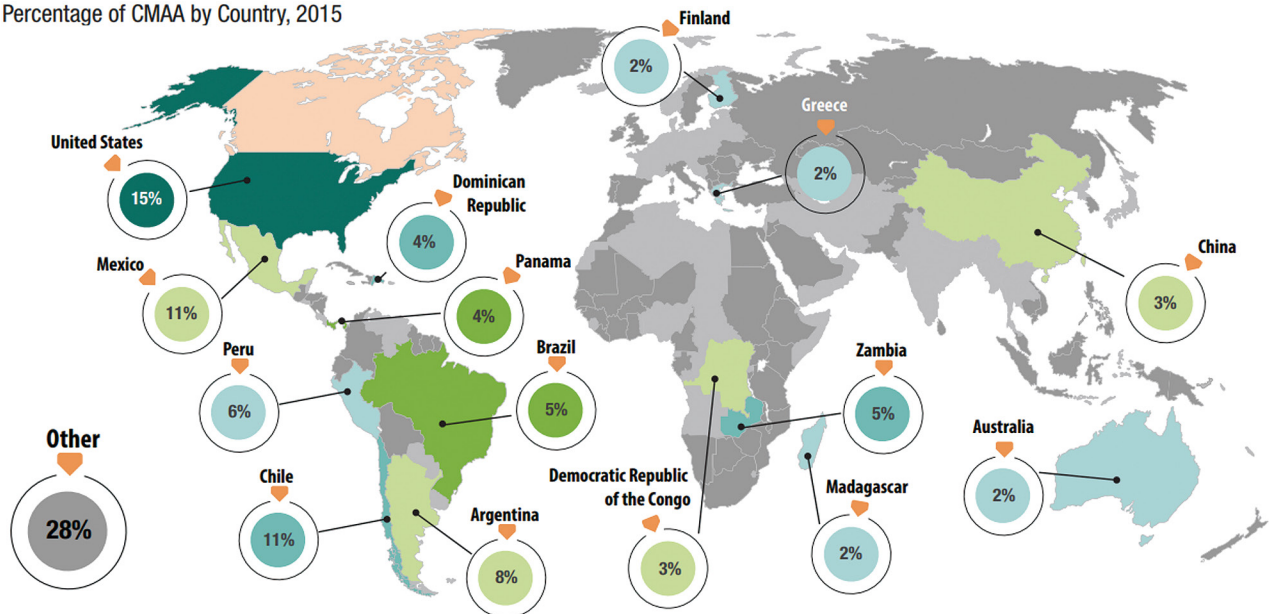 Percentage of CMAA by Country, 2015
Finland
2%
Greece
2%
United States
15%
Dominican
Republic
4%
China
3%
Mexico
11%
Panama
4%
Peru
6%
Brazil
5%
Zambia
5%
Other
28%
Chile
11%
Argentina
8%
Democratic Republic
of the Congo
3%
Madagascar
2%
Australia
2%